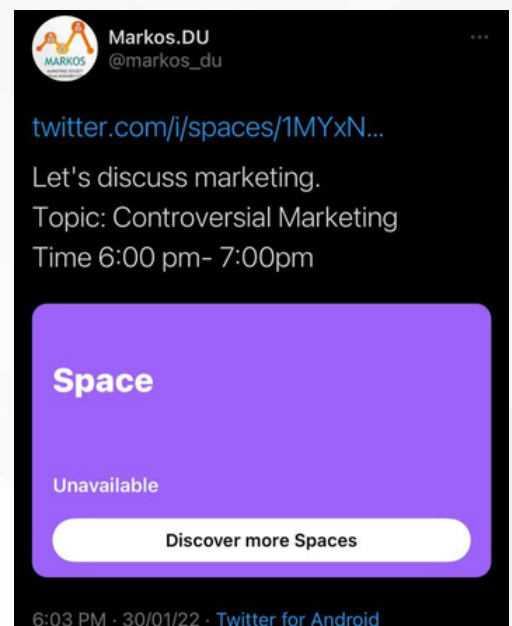 Markos.DU
@markos_du
MARKOS
twitter.com/i/spaces/1MYxN...
Let's discuss marketing.
Topic: Controversial Marketing
Time 6:00 pm- 7:00pm
Space
Unavailable
Discover more Spaces
6:03 PM · 30/01/22 · Twitter for Android